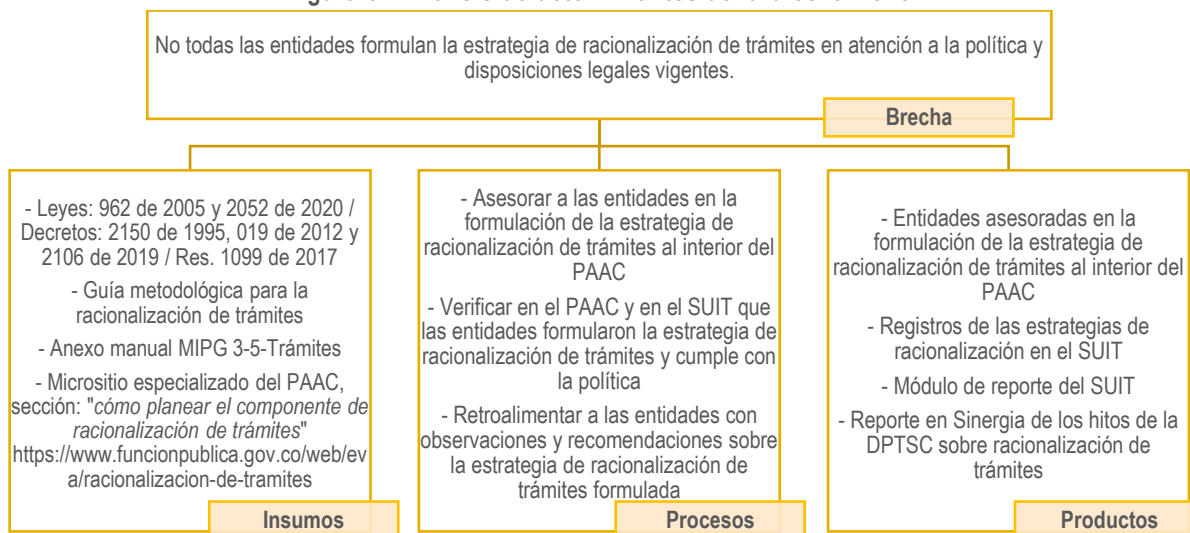 No todas las entidades formulan la estrategia de racionalización de trámites en atención a la política y
disposiciones legales vigentes.
Brecha
- Leyes: 962 de 2005 y 2052 de 2020 /
Decretos: 2150 de 1995, 019 de 2012 y
2106 de 2019 / Res. 1099 de 2017
- Guía metodológica para la
racionalización de trámites
- Anexo manual MIPG 3-5-Trámites
- Micrositio especializado del PAAC,
sección: "cómo planear el componente de
racionalización de trámites"
https://www.funcionpublica.gov.co/web/ev
a/racionalizacion-de-tramites
Insumos
- Asesorar a las entidades en la
formulación de la estrategia de
racionalización de trámites al interior del
PAAC
- Verificar en el PAAC y en el SUIT que
las entidades formularon la estrategia de
racionalización de trámites y cumple con
la política
- Retroalimentar a las entidades con
observaciones y recomendaciones sobre
la estrategia de racionalización de
trámites formulada
Procesos
- Entidades asesoradas en la
formulación de la estrategia de
racionalización de trámites al interior del
PAAC
- Registros de las estrategias de
racionalización en el SUIT
- Módulo de reporte del SUIT
- Reporte en Sinergia de los hitos de la
DPTSC sobre racionalización de
trámites
Productos